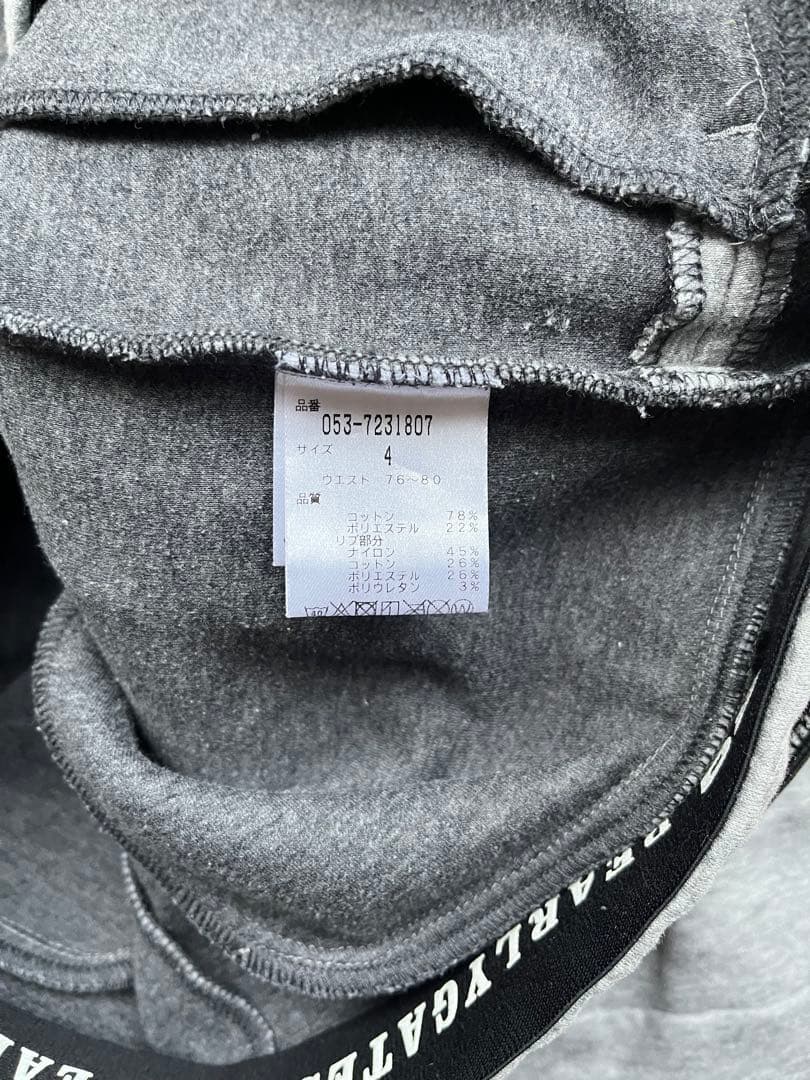 品番
053-7231807
サイズ
4
ウエスト 76～80
品質
コットン 78%
ポリエステル 22%
リブ部分
ナイロン 45%
コットン 26%
ポリエステル 26%
ポリウレタン 3%
PEARLYGATES